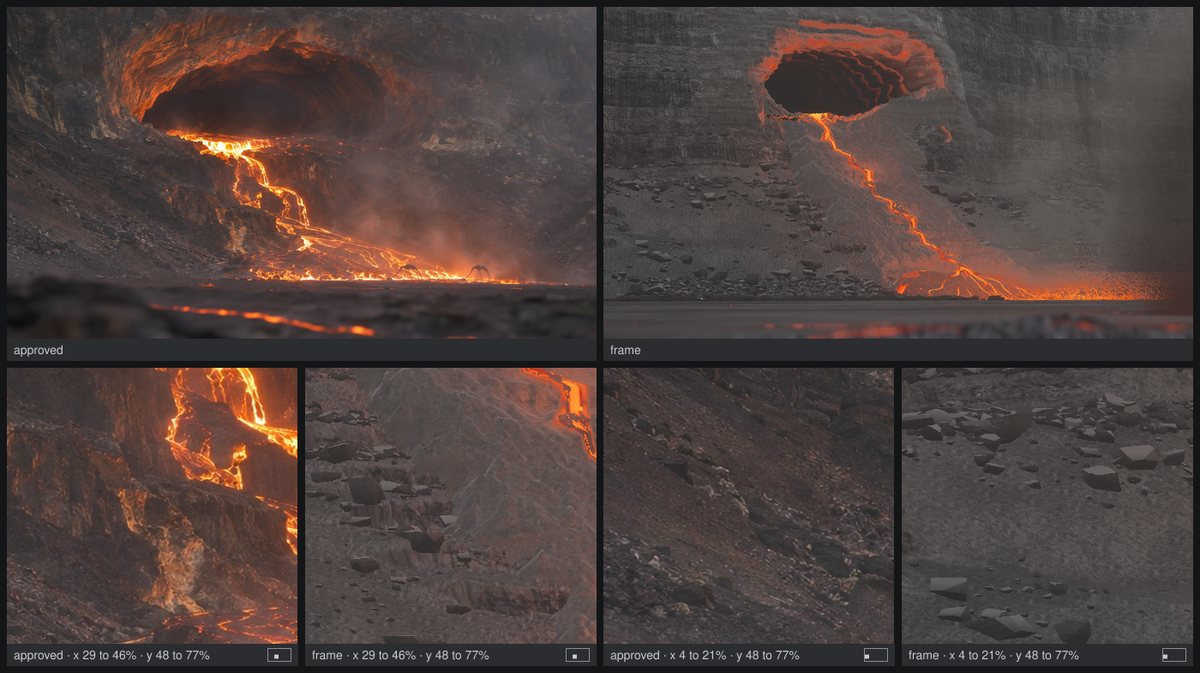 approved
frame
approved · x 29 to 46% · y 48 to 77%
frame · x 29 to 46% · y 48 to 77%
approved · x 4 to 21% · y 48 to 77%
frame · x 4 to 21% · y 48 to 77%